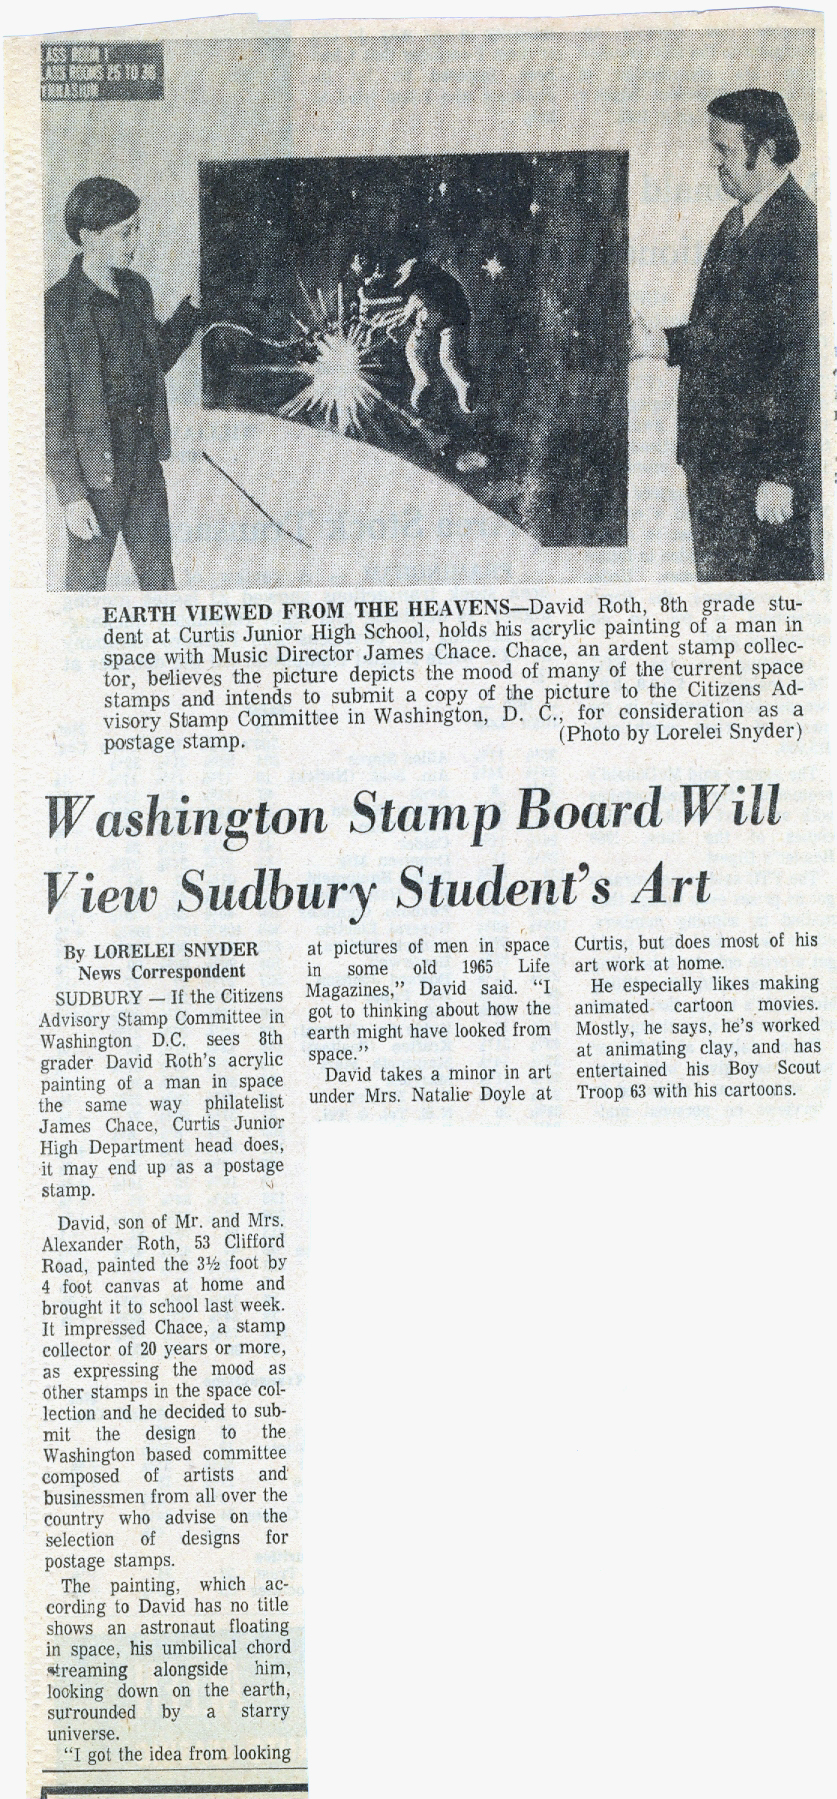 ASS ROOM 1
LASS ROOMS 25 TO 36
YMNASIUM
EARTH VIEWED FROM THE HEAVENS—David Roth, 8th grade stu-
dent at Curtis Junior High School, holds his acrylic painting of a man in
space with Music Director James Chace. Chace, an ardent stamp collec-
tor, believes the picture depicts the mood of many of the current space
stamps and intends to submit a copy of the picture to the Citizens Ad-
visory Stamp Committee in Washington, D. C., for consideration as a
postage stamp. (Photo by Lorelei Snyder)
Washington Stamp Board Will
View Sudbury Student's Art
By LORELEI SNYDER
News Correspondent
SUDBURY — If the Citizens
Advisory Stamp Committee in
Washington D.C. sees 8th
grader David Roth's acrylic
painting of a man in space
the same way philatelist
James Chace, Curtis Junior
High Department head does,
it may end up as a postage
stamp.
David, son of Mr. and Mrs.
Alexander Roth, 53 Clifford
Road, painted the 3½ foot by
4 foot canvas at home and
brought it to school last week.
It impressed Chace, a stamp
collector of 20 years or more,
as expressing the mood as
other stamps in the space col-
lection and he decided to sub-
mit the design to the
Washington based committee
composed of artists and
businessmen from all over the
country who advise on the
selection of designs for
postage stamps.
The painting, which ac-
cording to David has no title
shows an astronaut floating
in space, his umbilical chord
streaming alongside him,
looking down on the earth,
surrounded by a starry
universe.
"I got the idea from looking
at pictures of men in space
in some old 1965 Life
Magazines," David said. "I
got to thinking about how the
earth might have looked from
space."
David takes a minor in art
under Mrs. Natalie Doyle at
Curtis, but does most of his
art work at home.
He especially likes making
animated cartoon movies.
Mostly, he says, he's worked
at animating clay, and has
entertained his Boy Scout
Troop 63 with his cartoons.